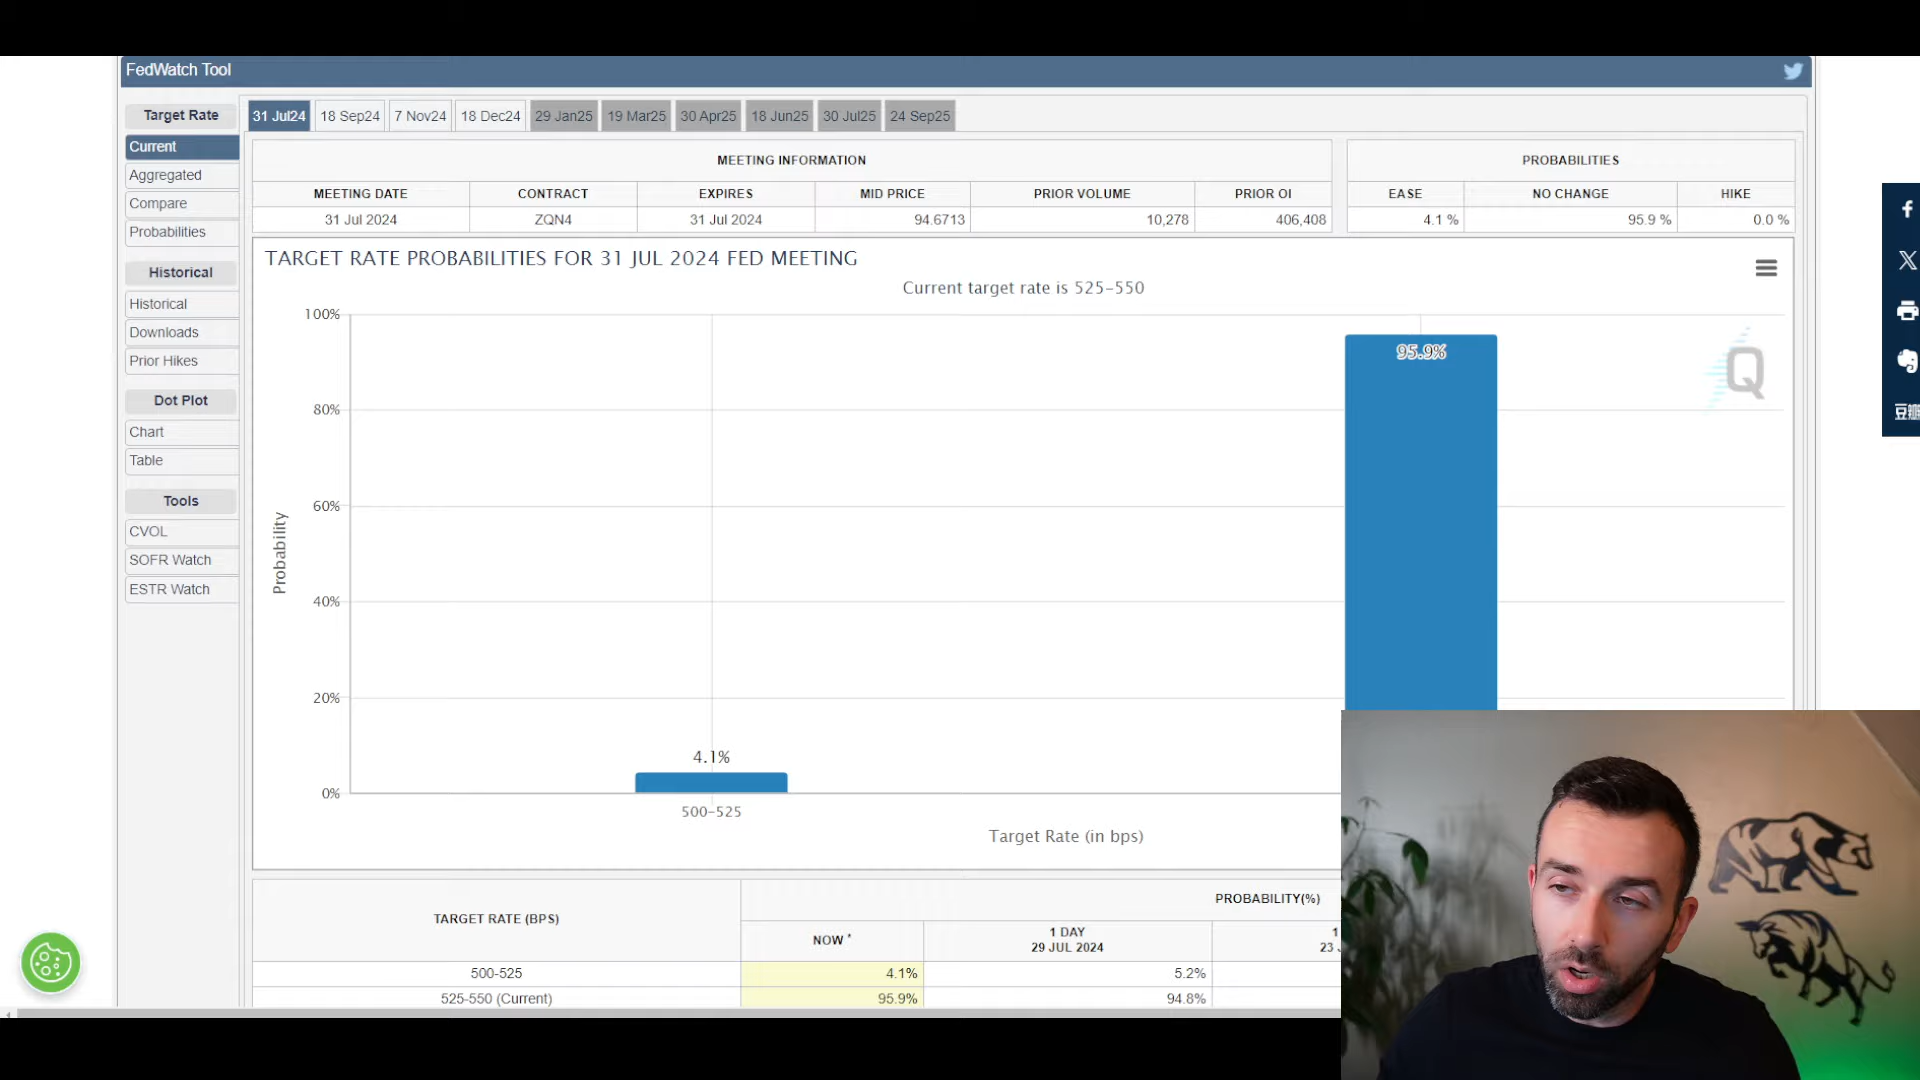 FedWatch Tool
Target Rate
Current
Aggregated
Compare
Probabilities
Historical
Historical
Downloads
Prior Hikes
Dot Plot
Chart
Table
Tools
CVOL
SOFR Watch
ESTR Watch
31 Jul24 18 Sep24 7 Nov24 18 Dec24 29 Jan25 19 Mar25 30 Apr25 18 Jun25 30 Jul25 24 Sep25
MEETING INFORMATION
MEETING DATE CONTRACT EXPIRES MID PRICE PRIOR VOLUME PRIOR OI
31 Jul 2024 ZQN4 31 Jul 2024 94.6713 10,278 406,408
PROBABILITIES
EASE NO CHANGE HIKE
4.1 % 95.9 % 0.0 %
TARGET RATE PROBABILITIES FOR 31 JUL 2024 FED MEETING
Current target rate is 525-550
100%
80%
60%
40%
20%
0%
Probability
95.9%
4.1%
500-525
Target Rate (in bps)
Q
TARGET RATE (BPS) PROBABILITY(%)
NOW * 1 DAY 1
29 JUL 2024 23
500-525 4.1% 5.2%
525-550 (Current) 95.9% 94.8%
豆瓣